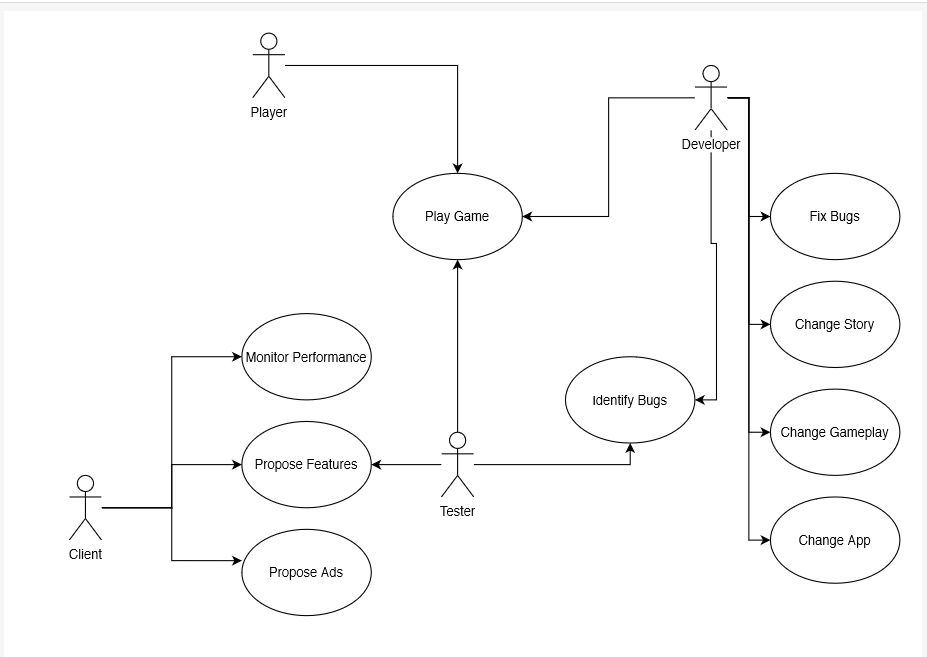 Player
Developer
Play Game
Fix Bugs
Change Story
Monitor Performance
Identify Bugs
Change Gameplay
Propose Features
Tester
Client
Change App
Propose Ads